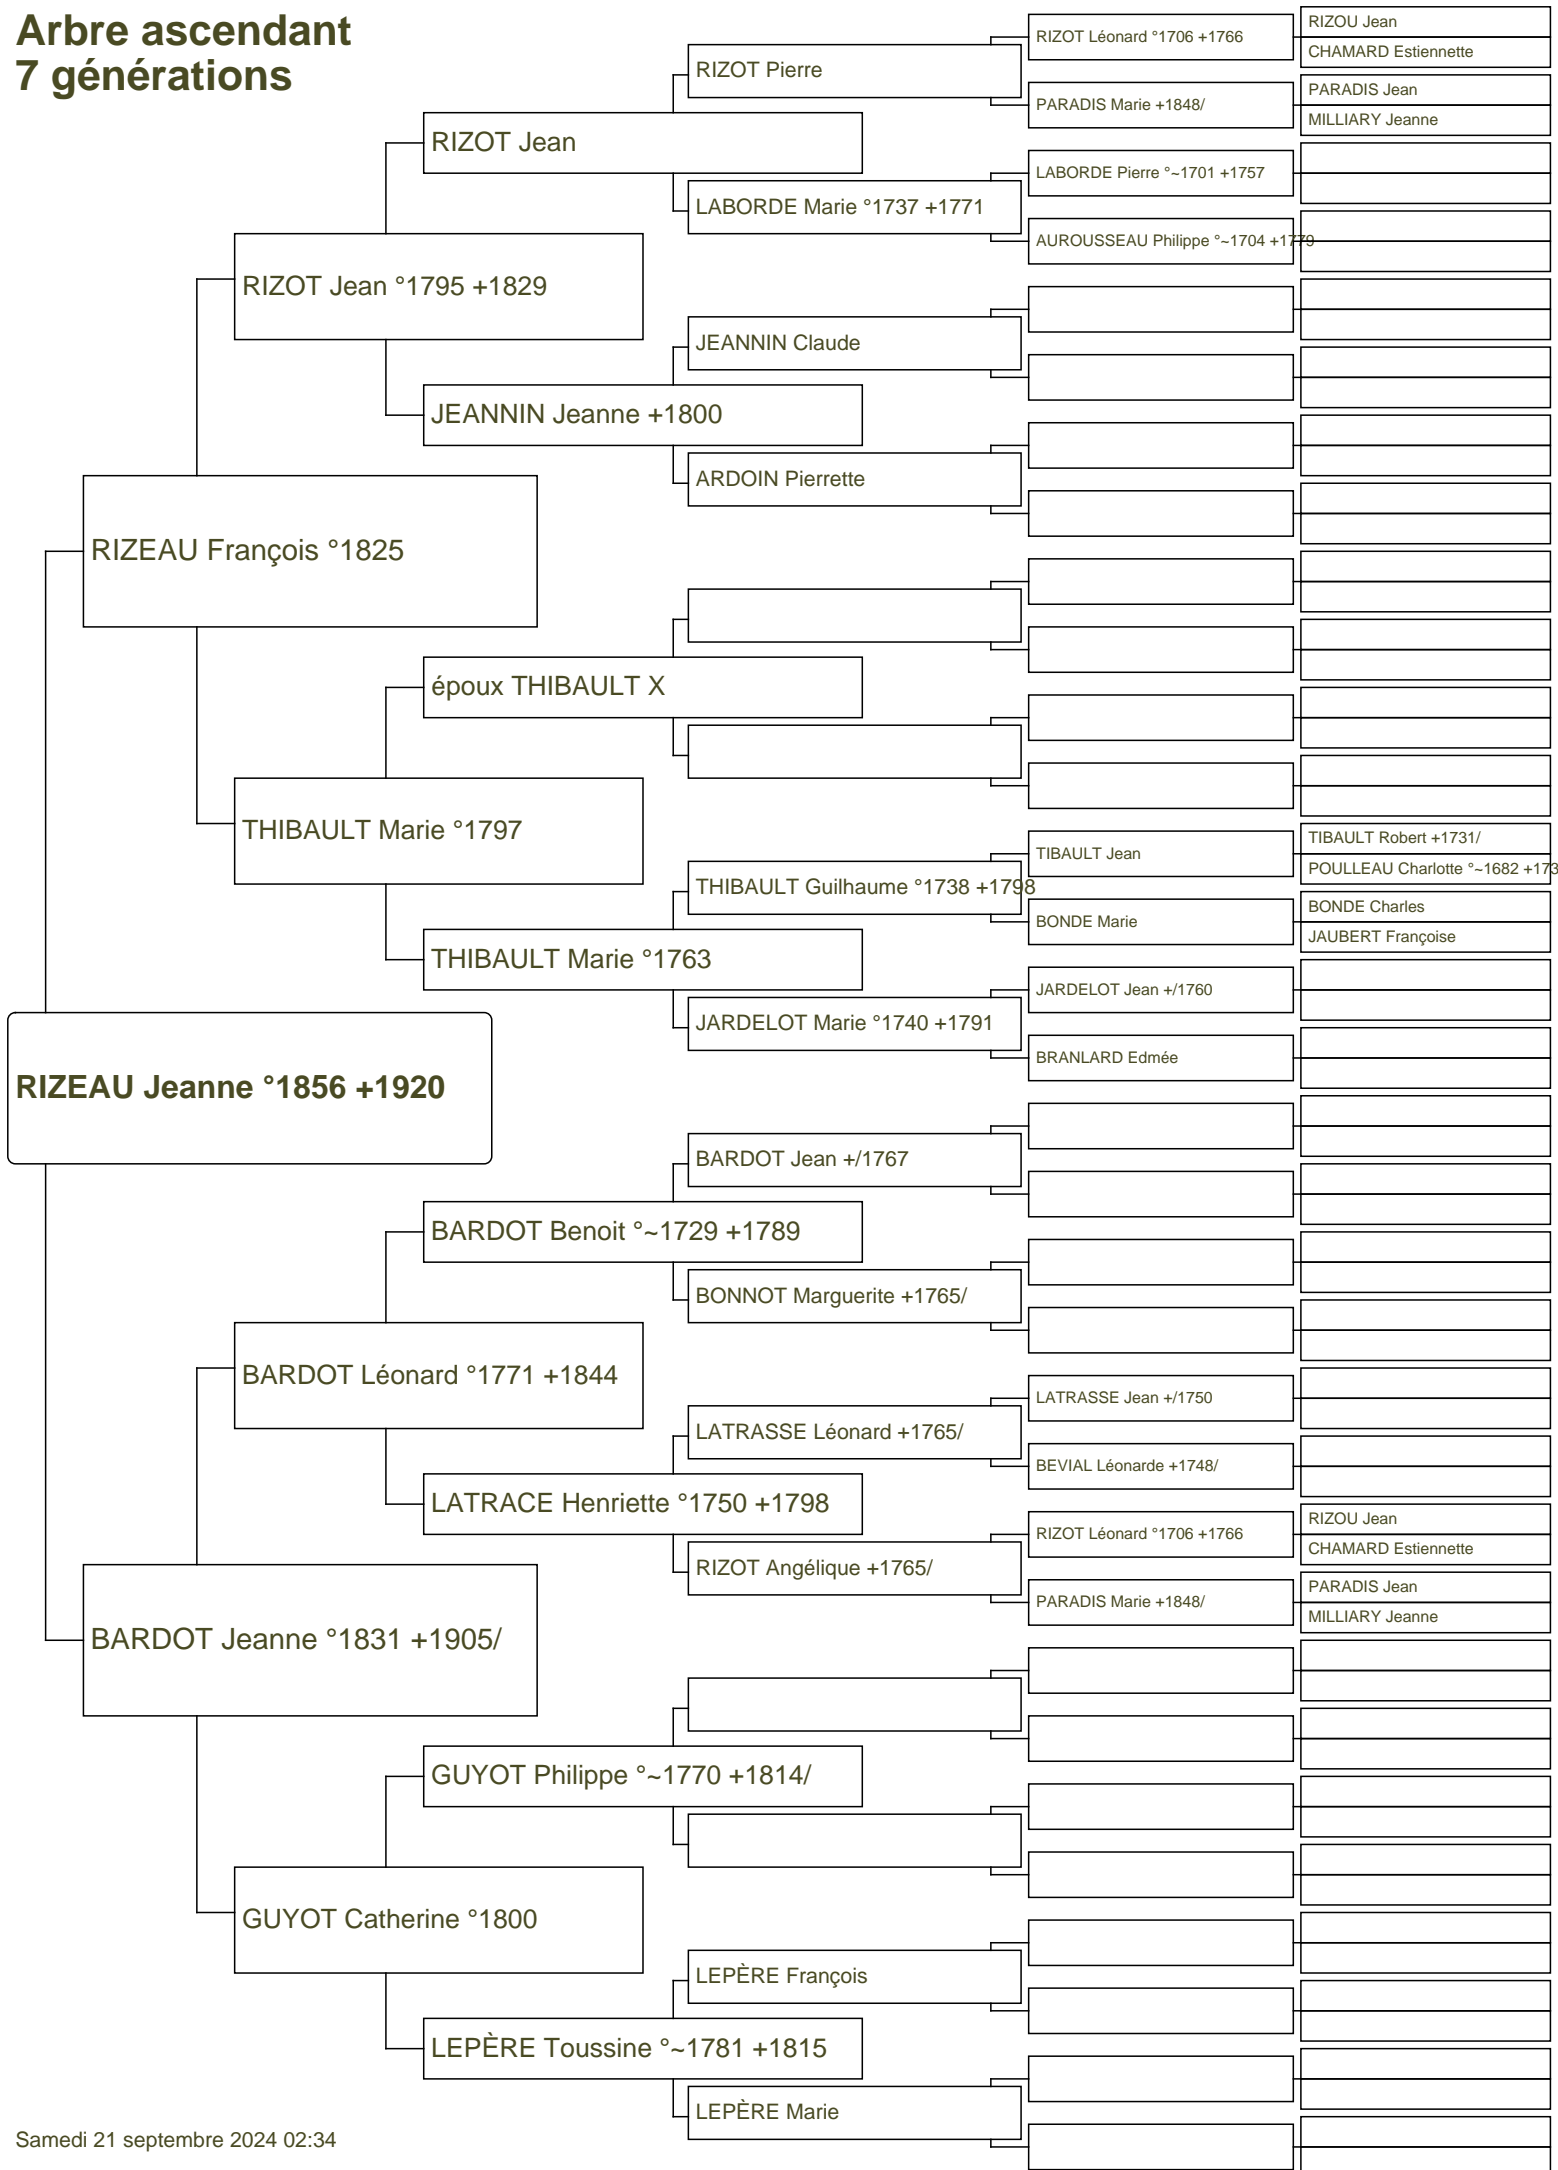 Arbre ascendant
7 générations
RIZOU Jean
RIZOT Léonard °1706 +1766
CHAMARD Estiennette
RIZOT Pierre
PARADIS Jean
PARADIS Marie +1848/
MILLIARY Jeanne
RIZOT Jean
LABORDE Pierre °~1701 +1757
LABORDE Marie °1737 +1771
AUROUSSEAU Philippe °~1704 +1779
RIZOT Jean °1795 +1829
JEANNIN Claude
JEANNIN Jeanne +1800
ARDOIN Pierrette
RIZEAU François °1825
époux THIBAULT X
THIBAULT Marie °1797
TIBAULT Robert +1731/
TIBAULT Jean
POULLEAU Charlotte °~1682 +173
THIBAULT Guilhaume °1738 +1798
BONDE Charles
BONDE Marie
JAUBERT Françoise
THIBAULT Marie °1763
JARDELOT Jean +/1760
JARDELOT Marie °1740 +1791
BRANLARD Edmée
RIZEAU Jeanne °1856 +1920
BARDOT Jean +/1767
BARDOT Benoit °~1729 +1789
BONNOT Marguerite +1765/
BARDOT Léonard °1771 +1844
LATRASSE Jean +/1750
LATRASSE Léonard +1765/
BEVIAL Léonarde +1748/
LATRACE Henriette °1750 +1798
RIZOU Jean
RIZOT Léonard °1706 +1766
CHAMARD Estiennette
RIZOT Angélique +1765/
PARADIS Jean
PARADIS Marie +1848/
MILLIARY Jeanne
BARDOT Jeanne °1831 +1905/
GUYOT Philippe °~1770 +1814/
GUYOT Catherine °1800
LEPÈRE François
LEPÈRE Toussine °~1781 +1815
LEPÈRE Marie
Samedi 21 septembre 2024 02:34